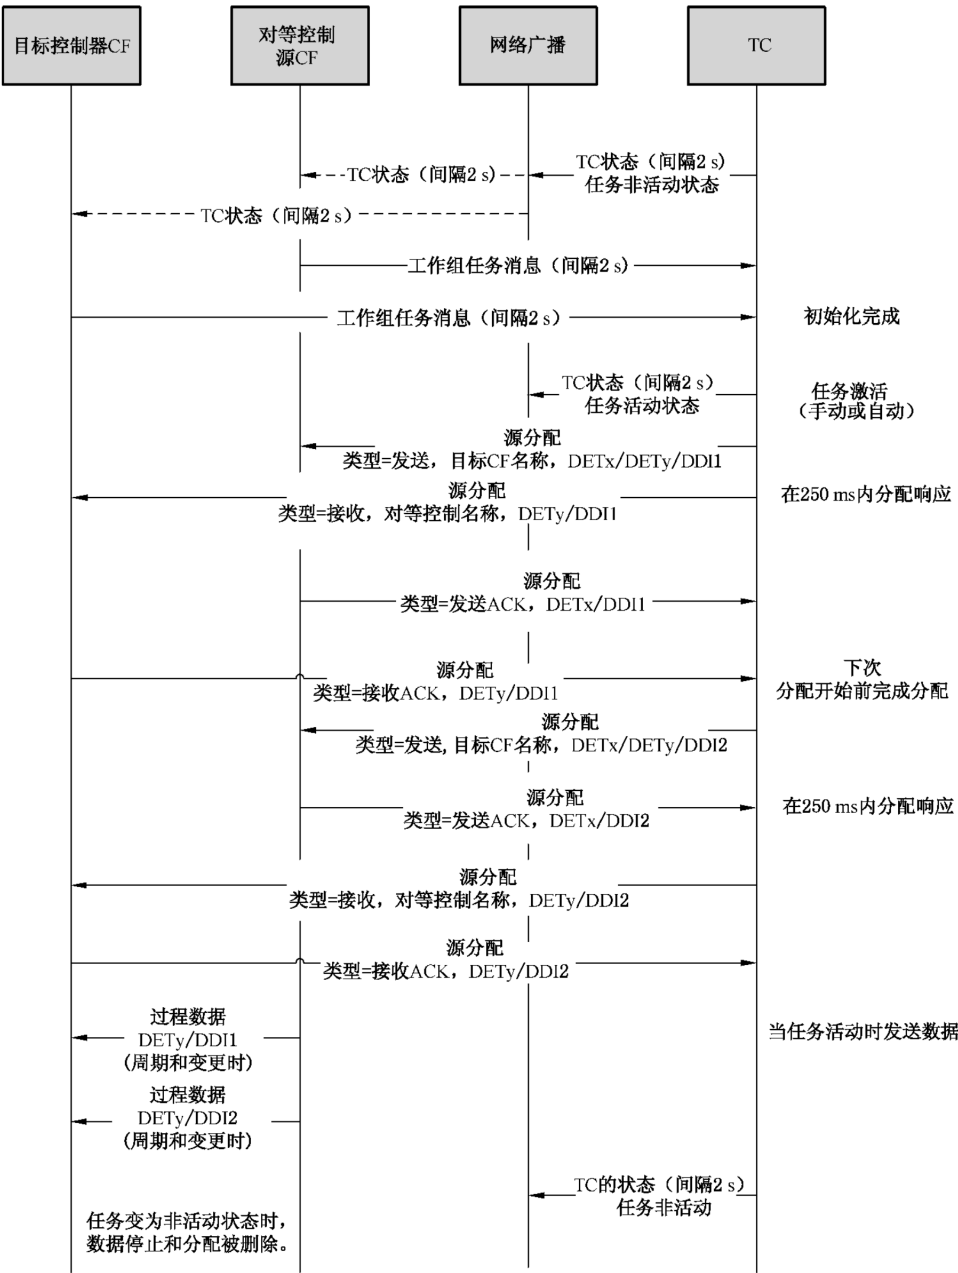 目标控制器CF
对等控制
源CF
网络广播
TC
TC状态（间隔2 s）
任务非活动状态
TC状态（间隔2 s）
TC状态（间隔2 s）
工作组任务消息（间隔2 s）
工作组任务消息（间隔2 s）
初始化完成
TC状态（间隔2 s）
任务活动状态
任务激活
（手动或自动）
源分配
类型=发送，目标CF名称，DETx/DETy/DDI1
源分配
类型=接收，对等控制名称，DETy/DDI1
在250 ms内分配响应
源分配
类型=发送ACK，DETx/DDI1
源分配
类型=接收ACK，DETy/DDI1
下次
分配开始前完成分配
源分配
类型=发送,目标CF名称，DETx/DETy/DDI2
源分配
类型=发送ACK，DETx/DDI2
在250 ms内分配响应
源分配
类型=接收，对等控制名称，DETy/DDI2
源分配
类型=接收ACK，DETy/DDI2
过程数据
DETy/DDI1
(周期和变更时)
当任务活动时发送数据
过程数据
DETy/DDI2
(周期和变更时)
TC的状态（间隔2 s）
任务非活动
任务变为非活动状态时，
数据停止和分配被删除。